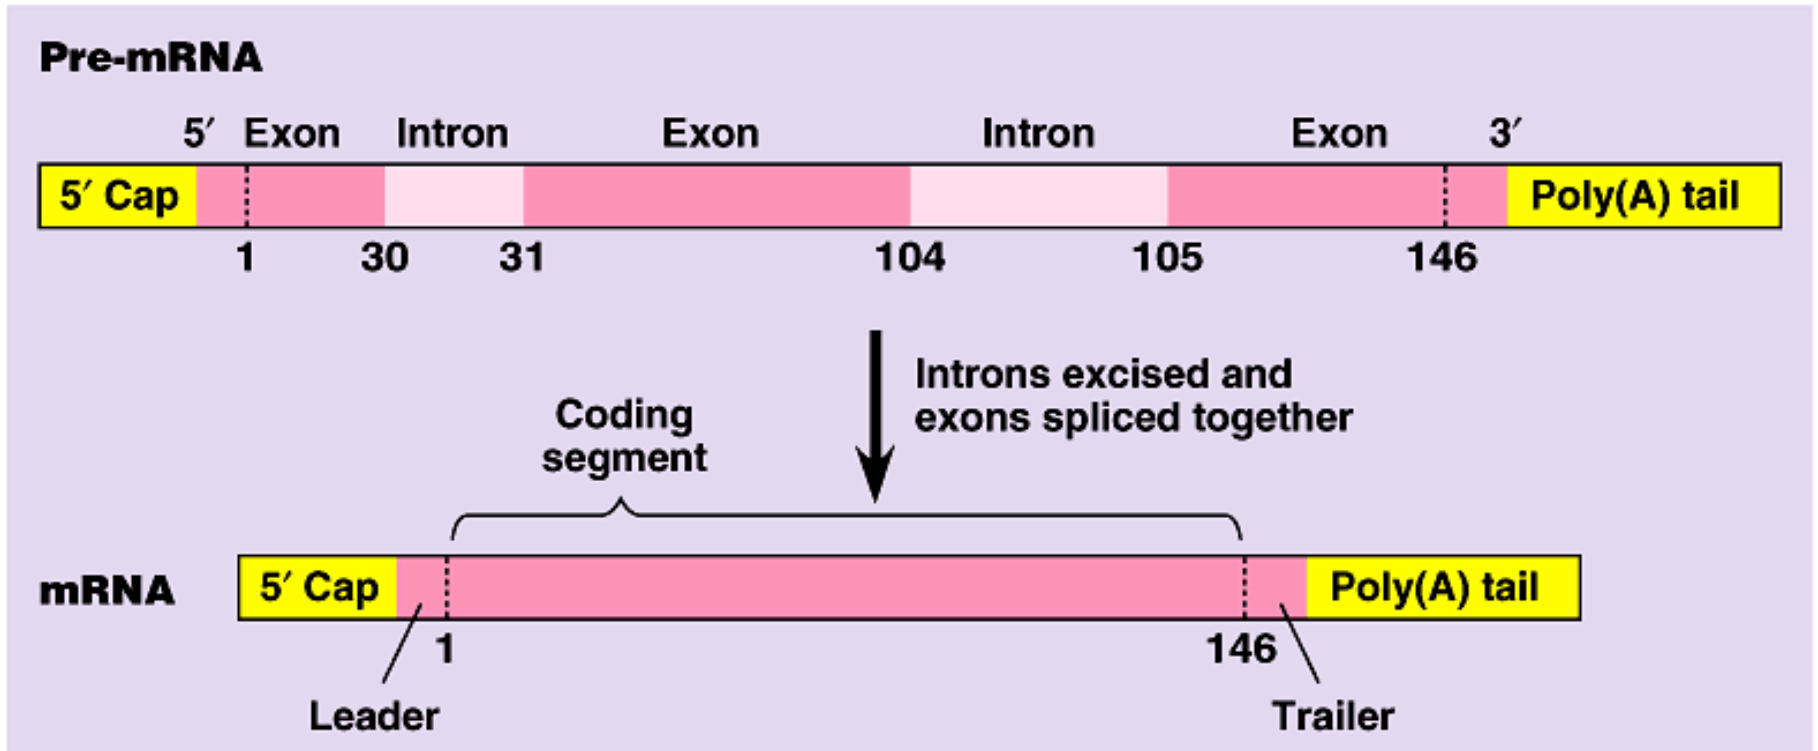 Pre-mRNA
5′ Exon Intron Exon Intron Exon 3′
5′ Cap Poly(A) tail
1 30 31 104 105 146
Introns excised and
exons spliced together
Coding
segment
mRNA 5′ Cap Poly(A) tail
1 146
Leader Trailer